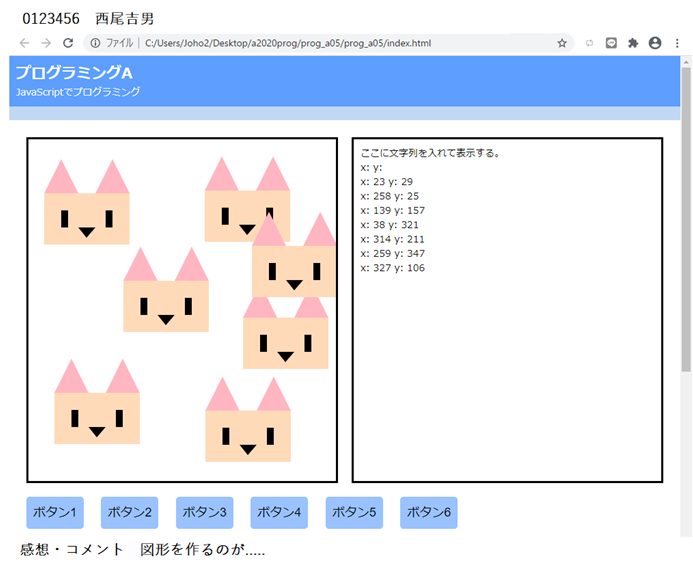 0123456　西尾吉男
ファイル | C:/Users/Joho2/Desktop/a2020prog/prog_a05/prog_a05/index.html
プログラミングA
JavaScriptでプログラミング
ここに文字列を入れて表示する。
x: y:
x: 23 y: 29
x: 258 y: 25
x: 139 y: 157
x: 38 y: 321
x: 314 y: 211
x: 259 y: 347
x: 327 y: 106
ボタン1 ボタン2 ボタン3 ボタン4 ボタン5 ボタン6
感想・コメント　図形を作るのが.....